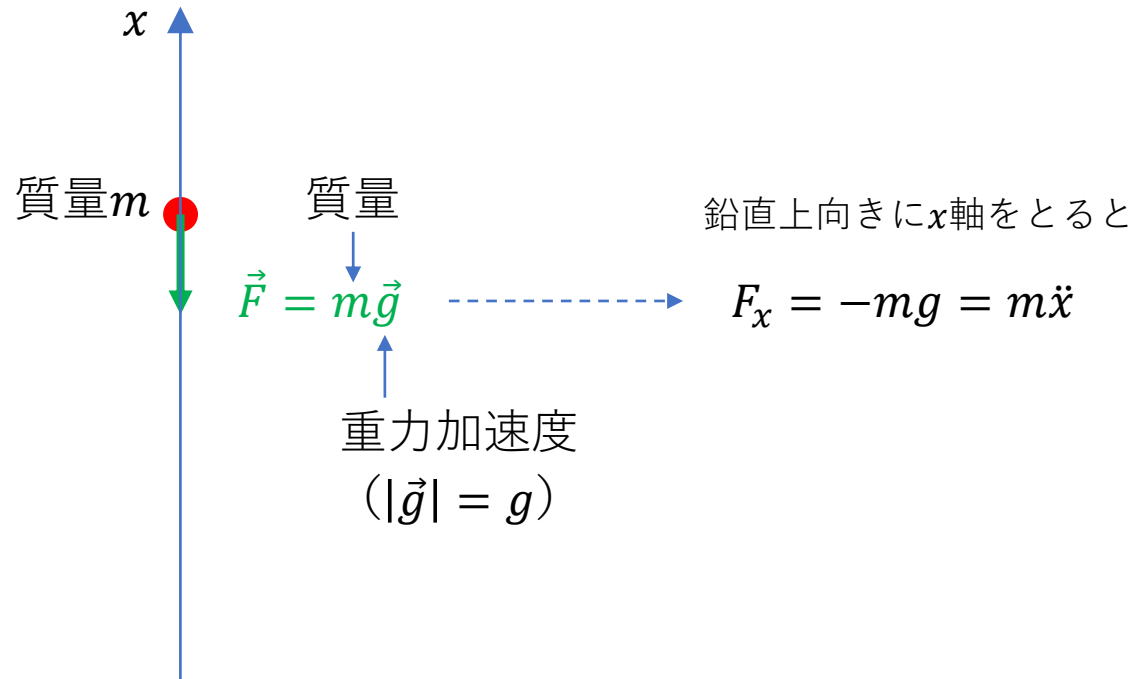 x
質量m
質量
鉛直上向きにx軸をとると
F⃗ = mg⃗
Fₓ = −mg = mẍ
重力加速度
（|g⃗| = g）